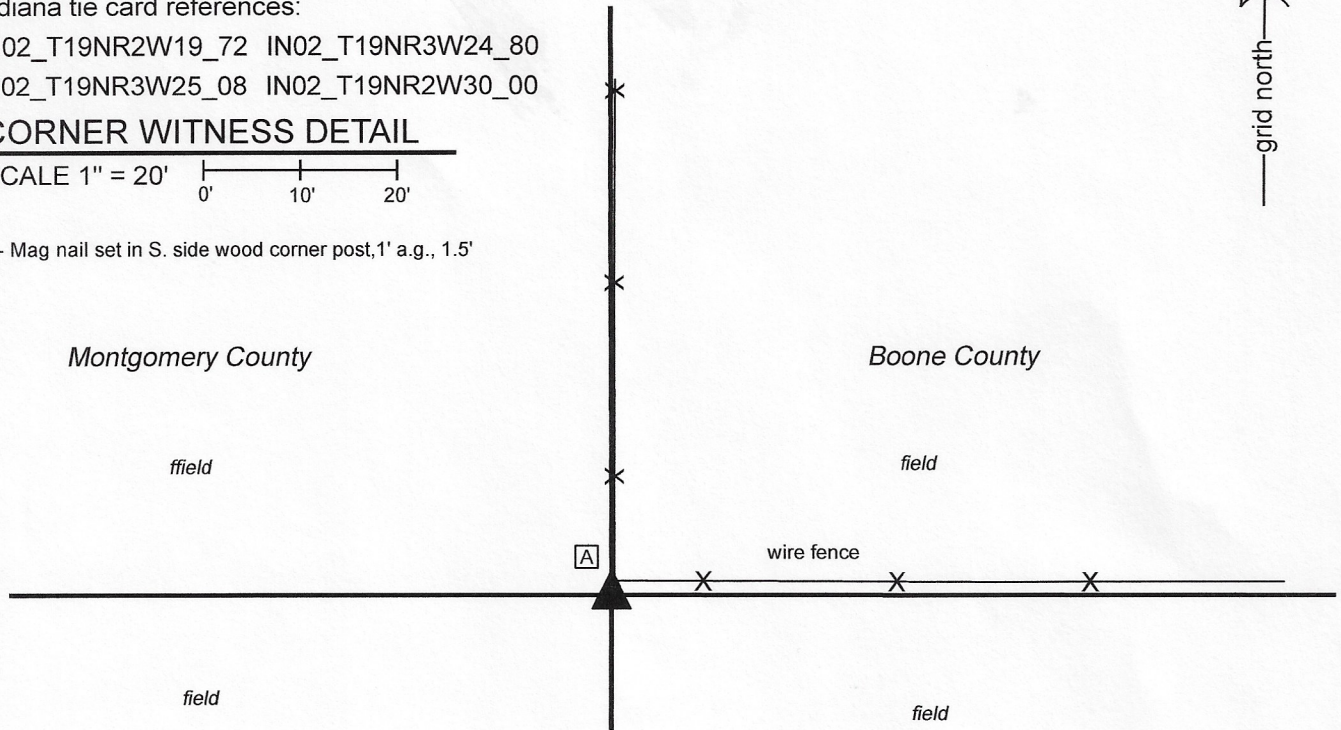 diana tie card references:
02_T19NR2W19_72 IN02_T19NR3W24_80
02_T19NR3W25_08 IN02_T19NR2W30_00
CORNER WITNESS DETAIL
CALE 1" = 20'
0' 10' 20'
- Mag nail set in S. side wood corner post,1' a.g., 1.5'
grid north
Montgomery County
Boone County
ffield
field
wire fence
A
field
field